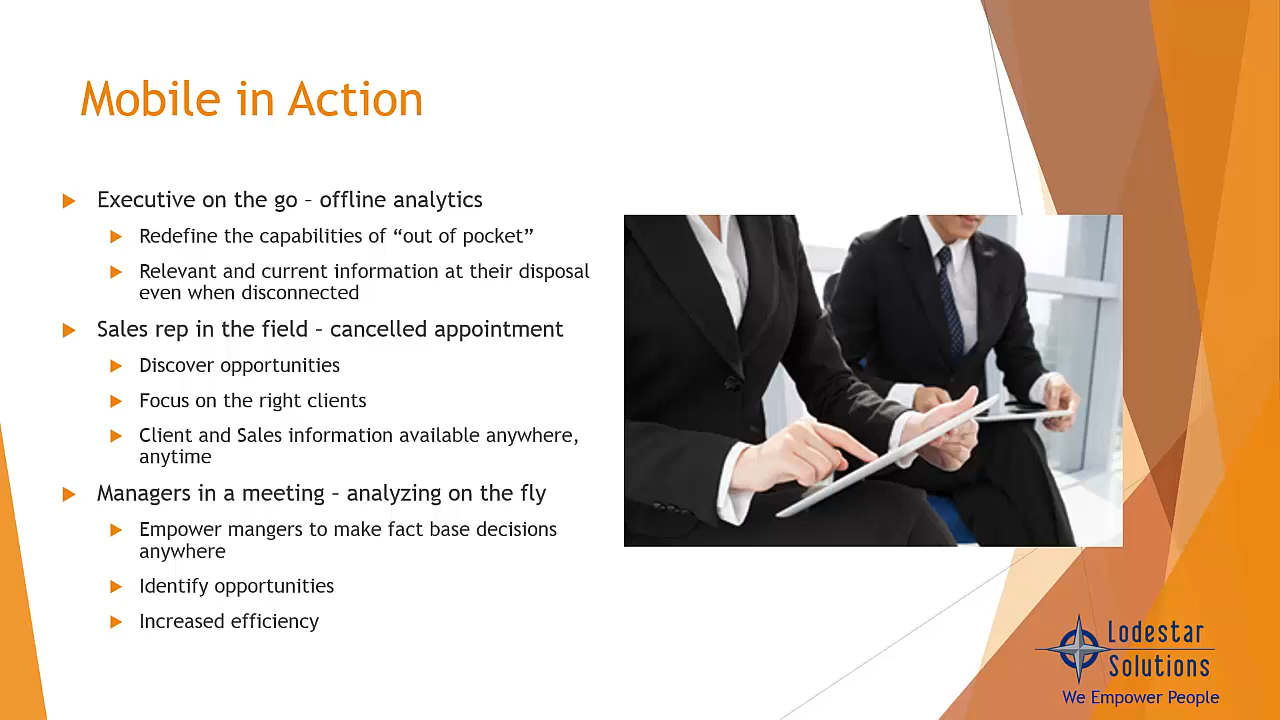 Mobile in Action
Executive on the go – offline analytics
Redefine the capabilities of “out of pocket”
Relevant and current information at their disposal
even when disconnected
Sales rep in the field – cancelled appointment
Discover opportunities
Focus on the right clients
Client and Sales information available anywhere,
anytime
Managers in a meeting – analyzing on the fly
Empower mangers to make fact base decisions
anywhere
Identify opportunities
Increased efficiency
Lodestar
Solutions
We Empower People